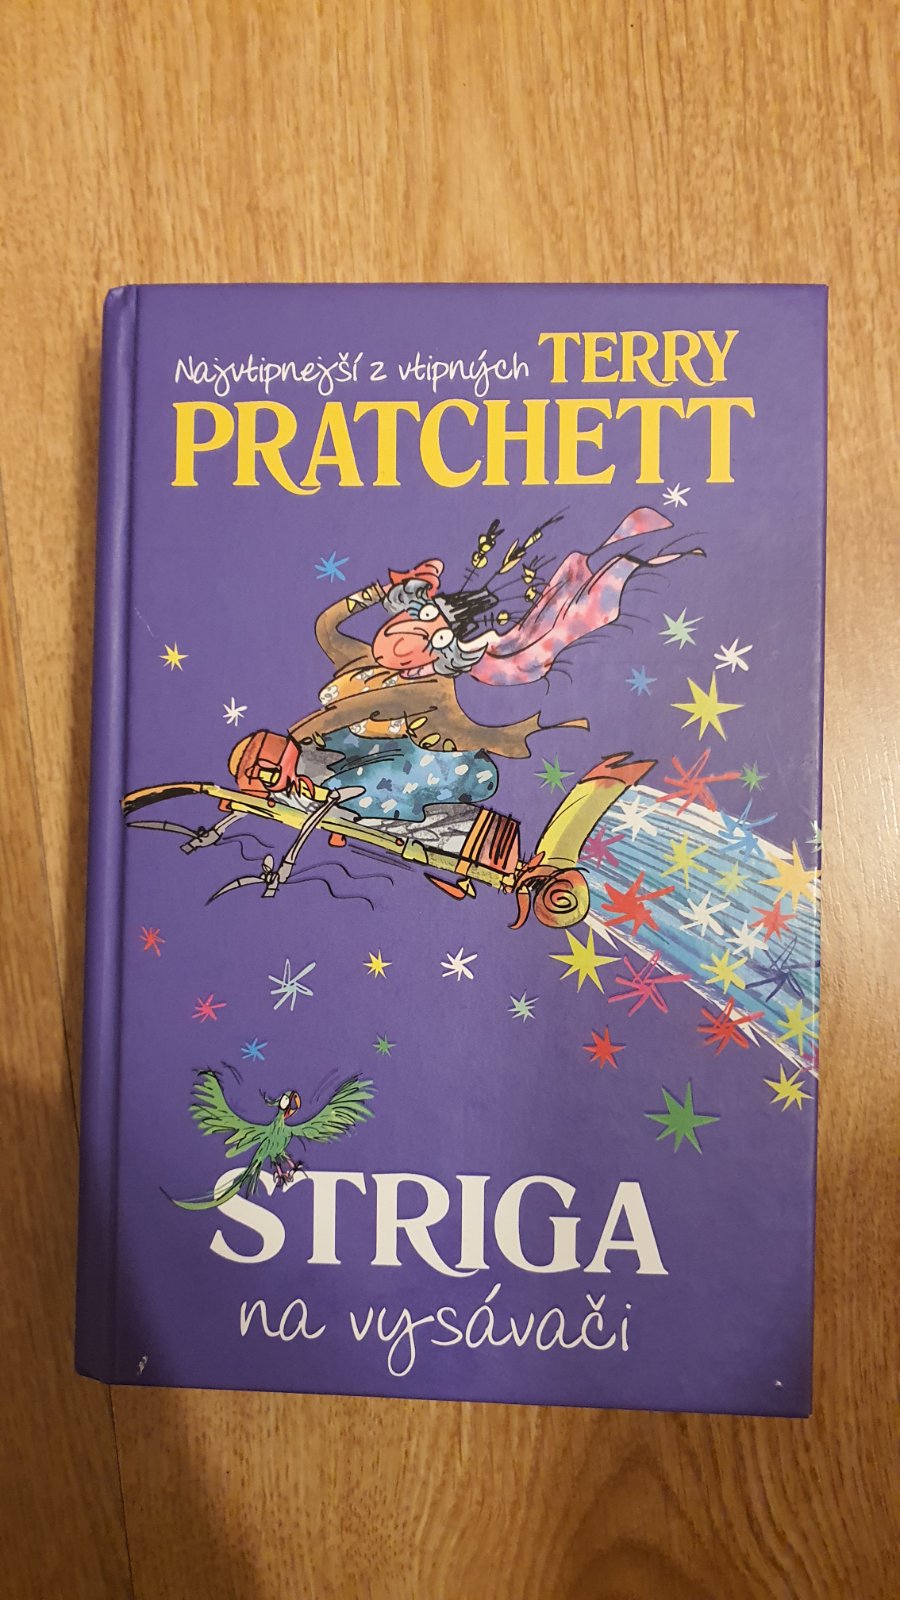 Najvtipnejší z vtipných TERRY
PRATCHETT
STRIGA
na vysávači